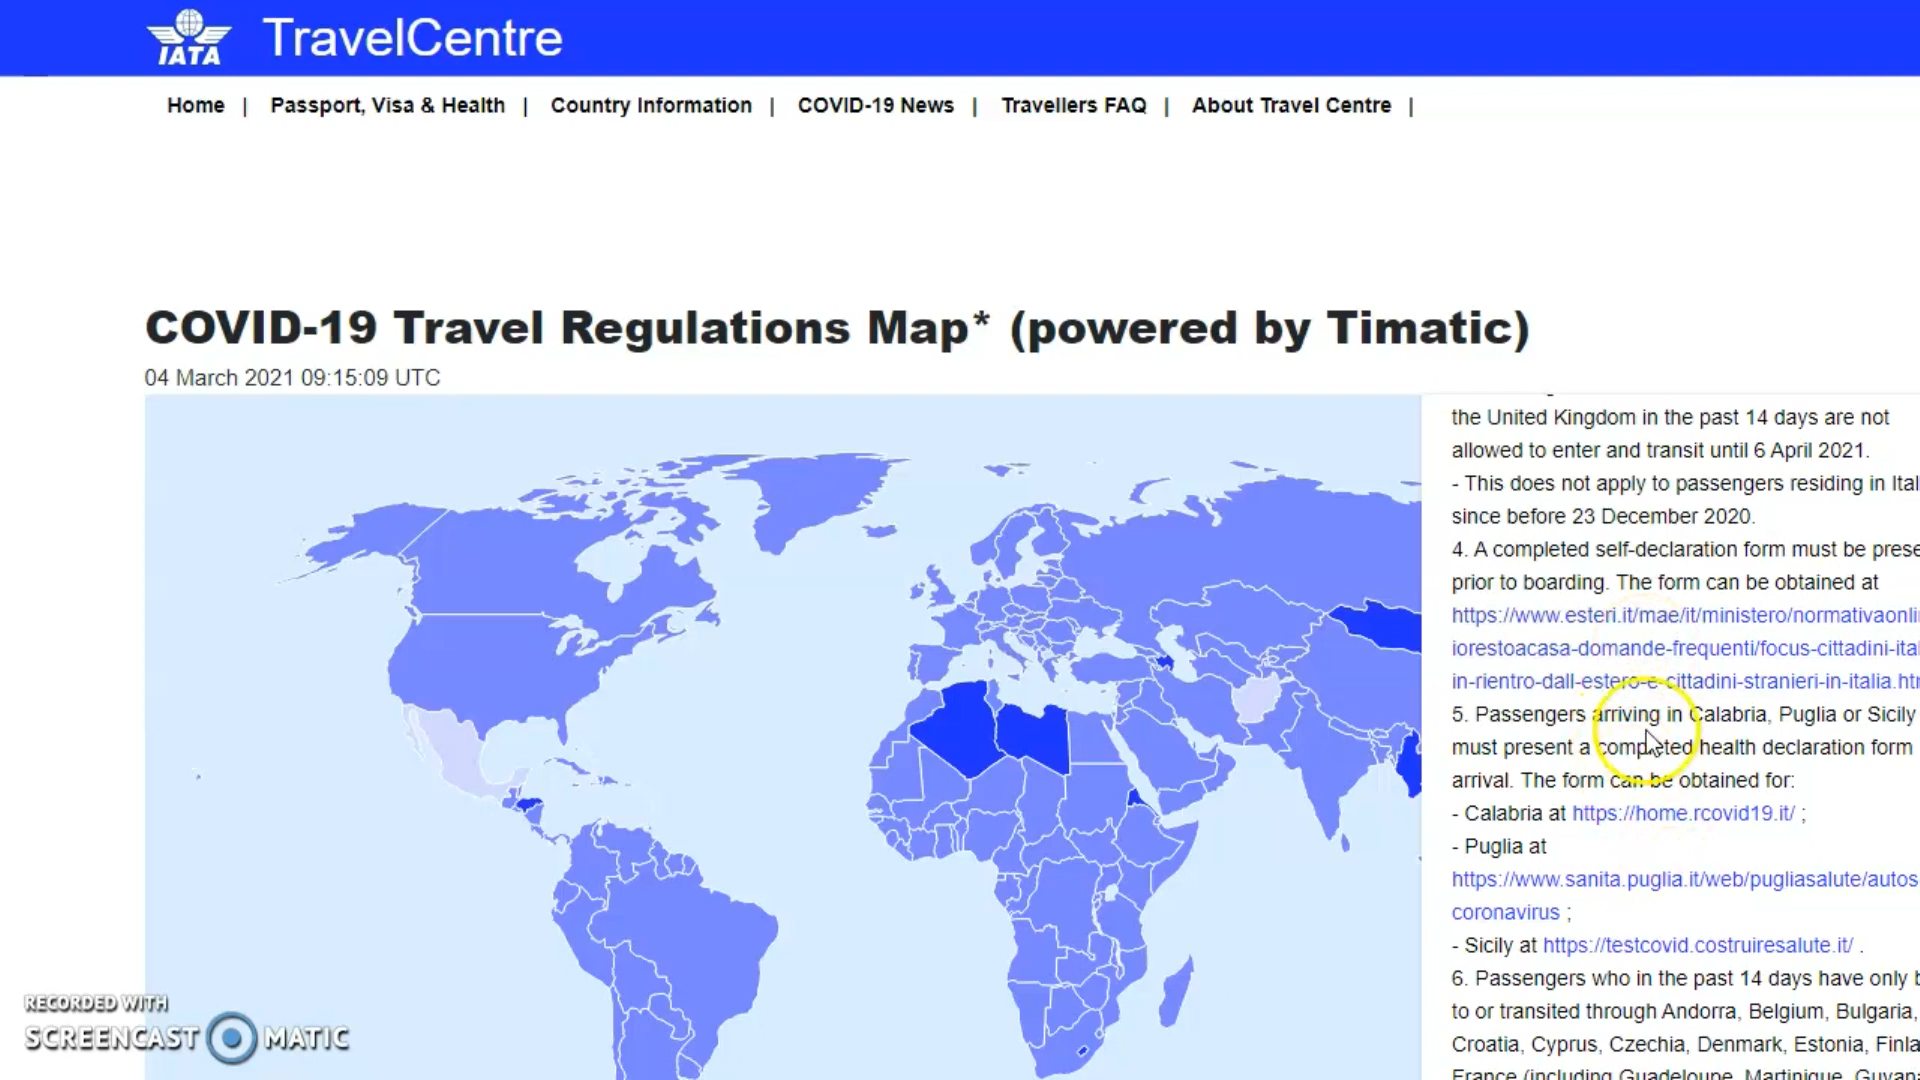 IATA
TravelCentre
Home | Passport, Visa & Health | Country Information | COVID-19 News | Travellers FAQ | About Travel Centre |
COVID-19 Travel Regulations Map* (powered by Timatic)
04 March 2021 09:15:09 UTC
the United Kingdom in the past 14 days are not
allowed to enter and transit until 6 April 2021.
- This does not apply to passengers residing in Ital
since before 23 December 2020.
4. A completed self-declaration form must be prese
prior to boarding. The form can be obtained at
https://www.esteri.it/mae/it/ministero/normativaonli
iorestoacasa-domande-frequenti/focus-cittadini-ital
in-rientro-dall-estero-e-cittadini-stranieri-in-italia.htm
5. Passengers arriving in Calabria, Puglia or Sicily
must present a completed health declaration form
arrival. The form can be obtained for:
- Calabria at https://home.rcovid19.it/ ;
- Puglia at
https://www.sanita.puglia.it/web/pugliasalute/autos
coronavirus ;
- Sicily at https://testcovid.costruiresalute.it/ .
6. Passengers who in the past 14 days have only b
to or transited through Andorra, Belgium, Bulgaria,
Croatia, Cyprus, Czechia, Denmark, Estonia, Finla
France (including Guadeloupe, Martinique, Guyan
RECORDED WITH
SCREENCAST MATIC